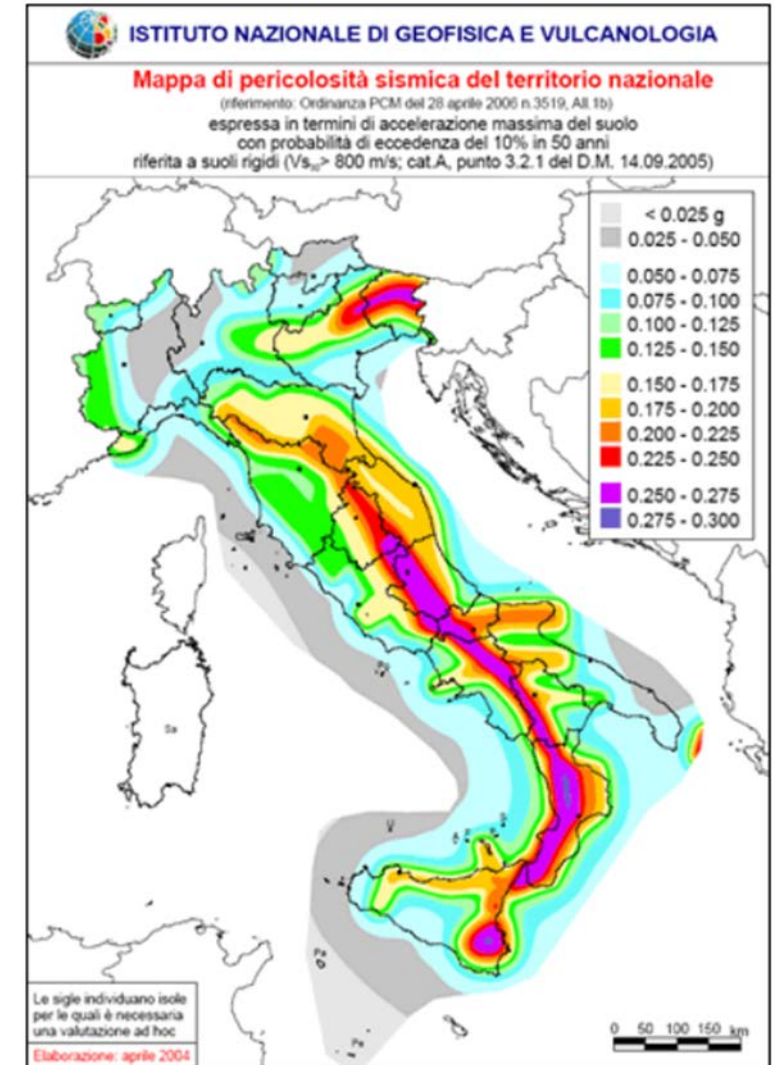 ISTITUTO NAZIONALE DI GEOFISICA E VULCANOLOGIA
Mappa di pericolosità sismica del territorio nazionale
(riferimento: Ordinanza PCM del 28 aprile 2006 n.3519, All.1b)
espressa in termini di accelerazione massima del suolo
con probabilità di eccedenza del 10% in 50 anni
riferita a suoli rigidi (Vs₃₀> 800 m/s; cat.A, punto 3.2.1 del D.M. 14.09.2005)
< 0.025 g
0.025 - 0.050
0.050 - 0.075
0.075 - 0.100
0.100 - 0.125
0.125 - 0.150
0.150 - 0.175
0.175 - 0.200
0.200 - 0.225
0.225 - 0.250
0.250 - 0.275
0.275 - 0.300
Sa
U
Pa
Pe
Le sigle individuano isole
per le quali è necessaria
una valutazione ad hoc
Elaborazione: aprile 2004
0 50 100 150 km